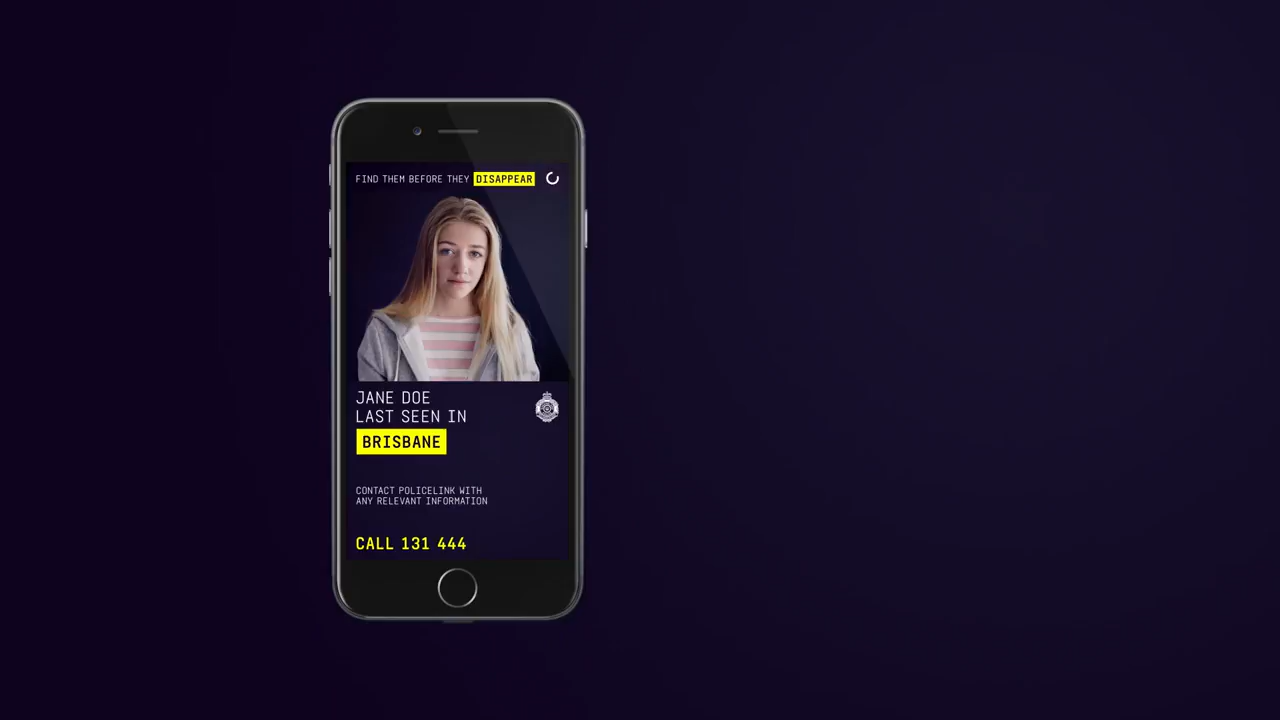 FIND THEM BEFORE THEY DISAPPEAR
JANE DOE
LAST SEEN IN
BRISBANE
CONTACT POLICELINK WITH
ANY RELEVANT INFORMATION
CALL 131 444